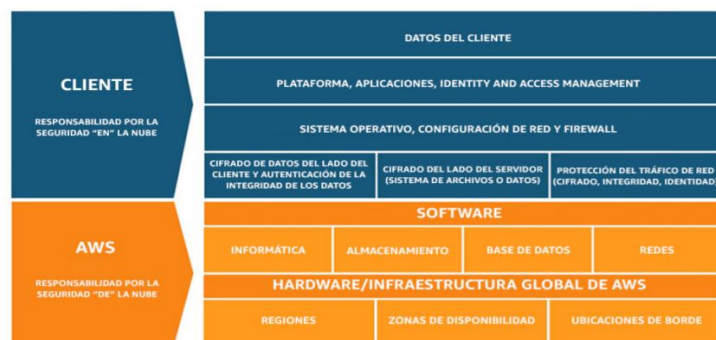 CLIENTE
RESPONSABILIDAD POR LA
SEGURIDAD "EN" LA NUBE
DATOS DEL CLIENTE
PLATAFORMA, APLICACIONES, IDENTITY AND ACCESS MANAGEMENT
SISTEMA OPERATIVO, CONFIGURACIÓN DE RED Y FIREWALL
CIFRADO DE DATOS DEL LADO DEL
CLIENTE Y AUTENTICACIÓN DE LA
INTEGRIDAD DE LOS DATOS
CIFRADO DEL LADO DEL SERVIDOR
(SISTEMA DE ARCHIVOS O DATOS)
PROTECCIÓN DEL TRÁFICO DE RED
(CIFRADO, INTEGRIDAD, IDENTIDAD)
AWS
RESPONSABILIDAD POR LA
SEGURIDAD "DE" LA NUBE
SOFTWARE
INFORMÁTICA
ALMACENAMIENTO
BASE DE DATOS
REDES
HARDWARE/INFRAESTRUCTURA GLOBAL DE AWS
REGIONES
ZONAS DE DISPONIBILIDAD
UBICACIONES DE BORDE